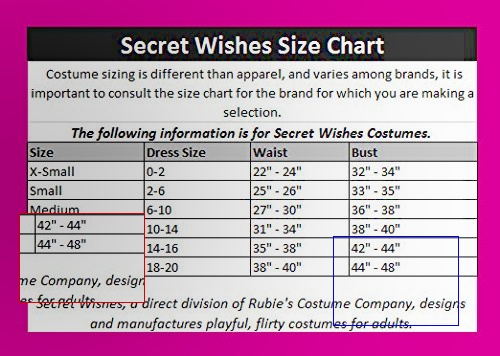 Secret Wishes Size Chart
Costume sizing is different than apparel, and varies among brands, it is
important to consult the size chart for the brand for which you are making a
selection.
The following information is for Secret Wishes Costumes.
Size Dress Size Waist Bust
X-Small 0-2 22" - 24" 32" - 34"
Small 2-6 25" - 26" 33" - 35"
Medium 6-10 27" - 30" 36" - 38"
42" - 44" 10-14 31" - 34" 38" - 40"
44" - 48" 14-16 35" - 38" 42" - 44"
18-20 38" - 40" 44" - 48"
me Company, design
es for adults.
Secret Wishes, a direct division of Rubie's Costume Company, designs
and manufactures playful, flirty costumes for adults.